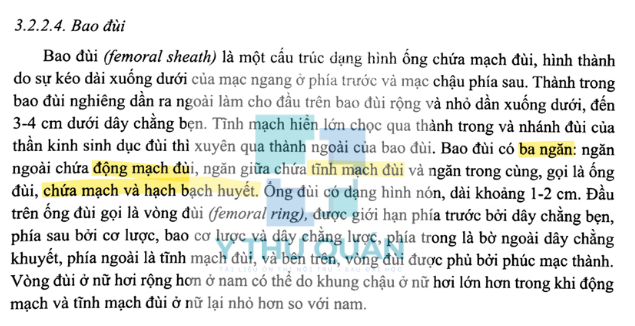 3.2.2.4. Bao đùi
Bao đùi (femoral sheath) là một cấu trúc dạng hình ống chứa mạch đùi, hình thành
do sự kéo dài xuống dưới của mạc ngang ở phía trước và mạc chậu phía sau. Thành trong
bao đùi nghiêng dần ra ngoài làm cho đầu trên bao đùi rộng và nhỏ dần xuống dưới, đến
3-4 cm dưới dây chằng bẹn. Tĩnh mạch hiển lớn chọc qua thành trong và nhánh đùi của
thần kinh sinh dục đùi thì xuyên qua thành ngoài của bao đùi. Bao đùi có ba ngăn: ngăn
ngoài chứa động mạch đùi, ngăn giữa chứa tĩnh mạch đùi và ngăn trong cùng, gọi là ống
đùi, chứa mạch và hạch bạch huyết. Ống đùi có dạng hình nón, dài khoảng 1-2 cm. Đầu
trên ống đùi gọi là vòng đùi (femoral ring), được giới hạn phía trước bởi dây chằng bẹn,
phía sau bởi cơ lược, bao cơ lược và dây chằng lược, phía trong là bờ ngoài dây chằng
khuyết, phía ngoài là tĩnh mạch đùi, và bên trên, vòng đùi được phủ bởi phúc mạc thành.
Vòng đùi ở nữ hơi rộng hơn ở nam có thể do khung chậu ở nữ hơi lớn hơn trong khi động
mạch và tĩnh mạch đùi ở nữ lại nhỏ hơn so với nam.
Y THƯ QUÁN